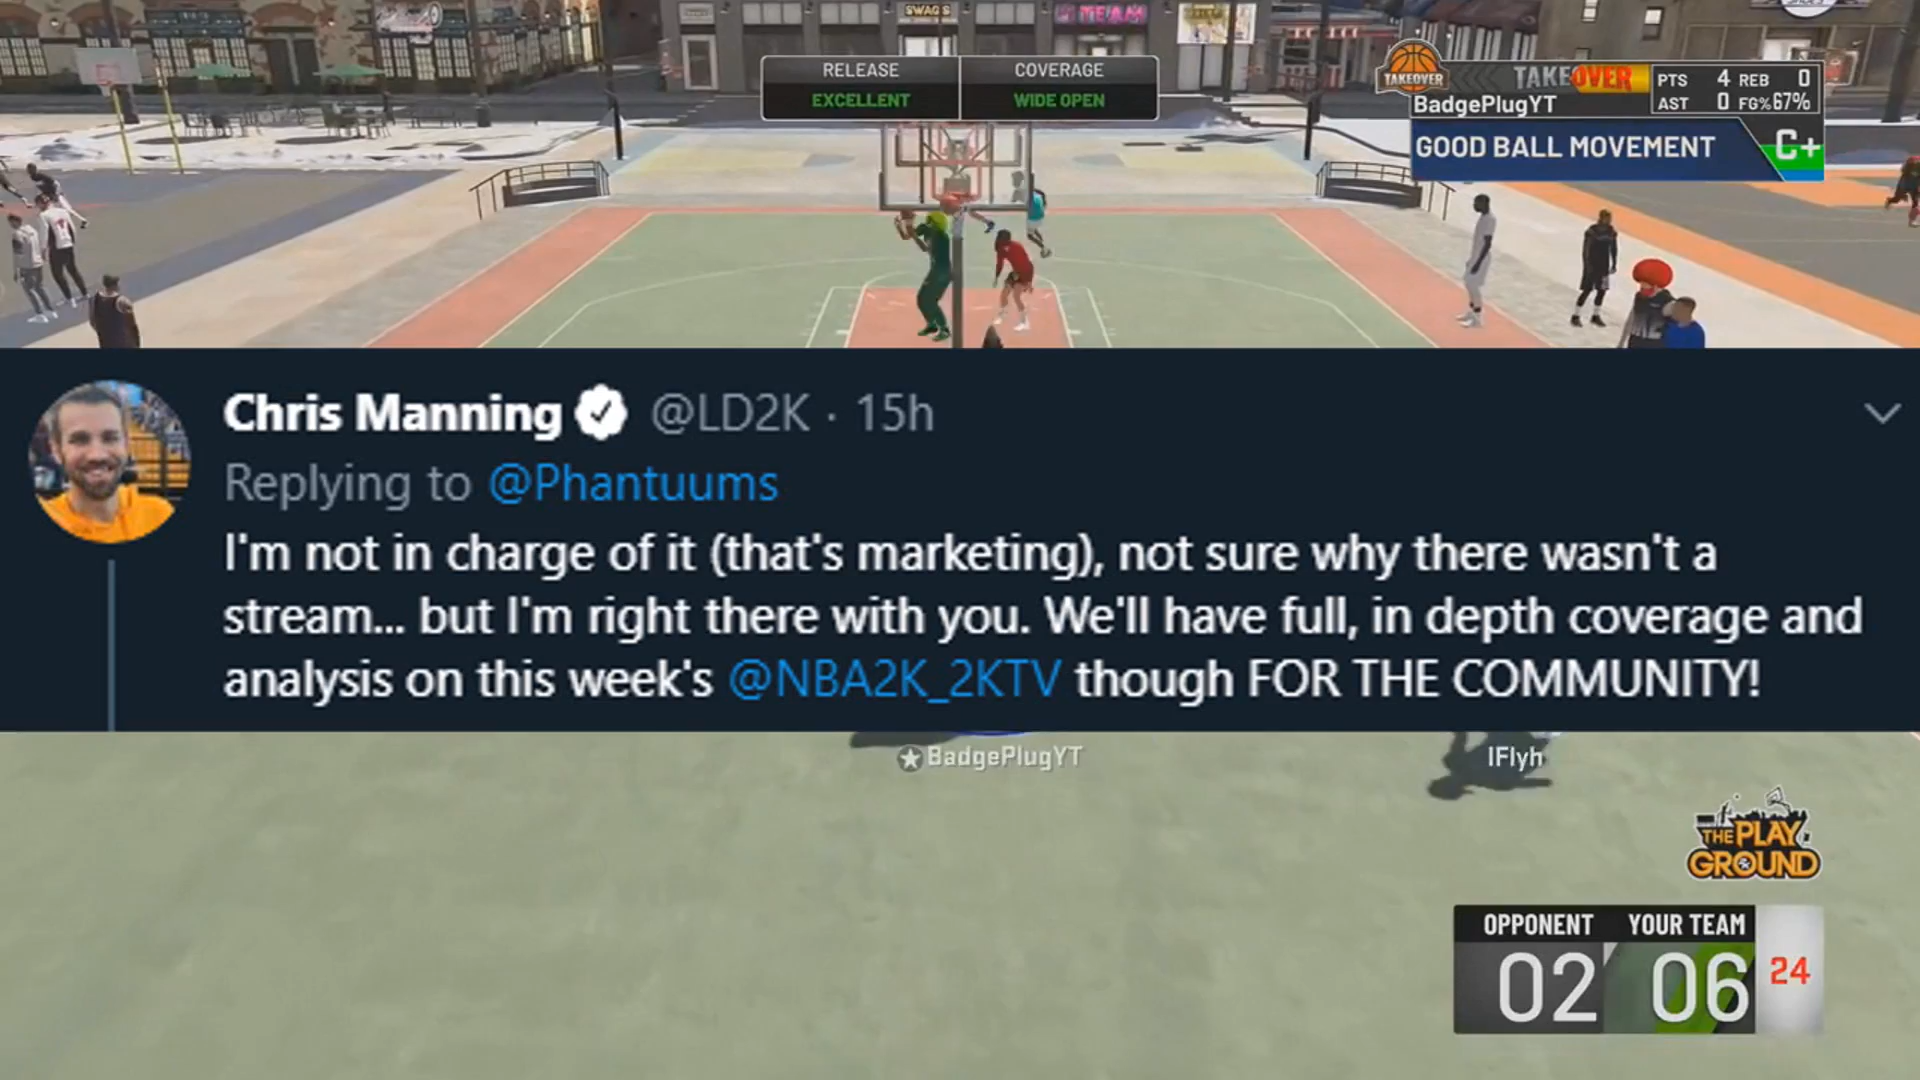 SWAGS
TEAM
RELEASE
EXCELLENT
COVERAGE
WIDE OPEN
TAKEOVER
TAKEOVER
BadgePlugYT
PTS 4 REB 0
AST 0 FG% 67%
GOOD BALL MOVEMENT
C+
Chris Manning @LD2K · 15h
Replying to @Phantuums
I'm not in charge of it (that's marketing), not sure why there wasn't a
stream... but I'm right there with you. We'll have full, in depth coverage and
analysis on this week's @NBA2K_2KTV though FOR THE COMMUNITY!
BadgePlugYT
IFlyh
THE PLAY
GROUND
OPPONENT YOUR TEAM
02 06 24